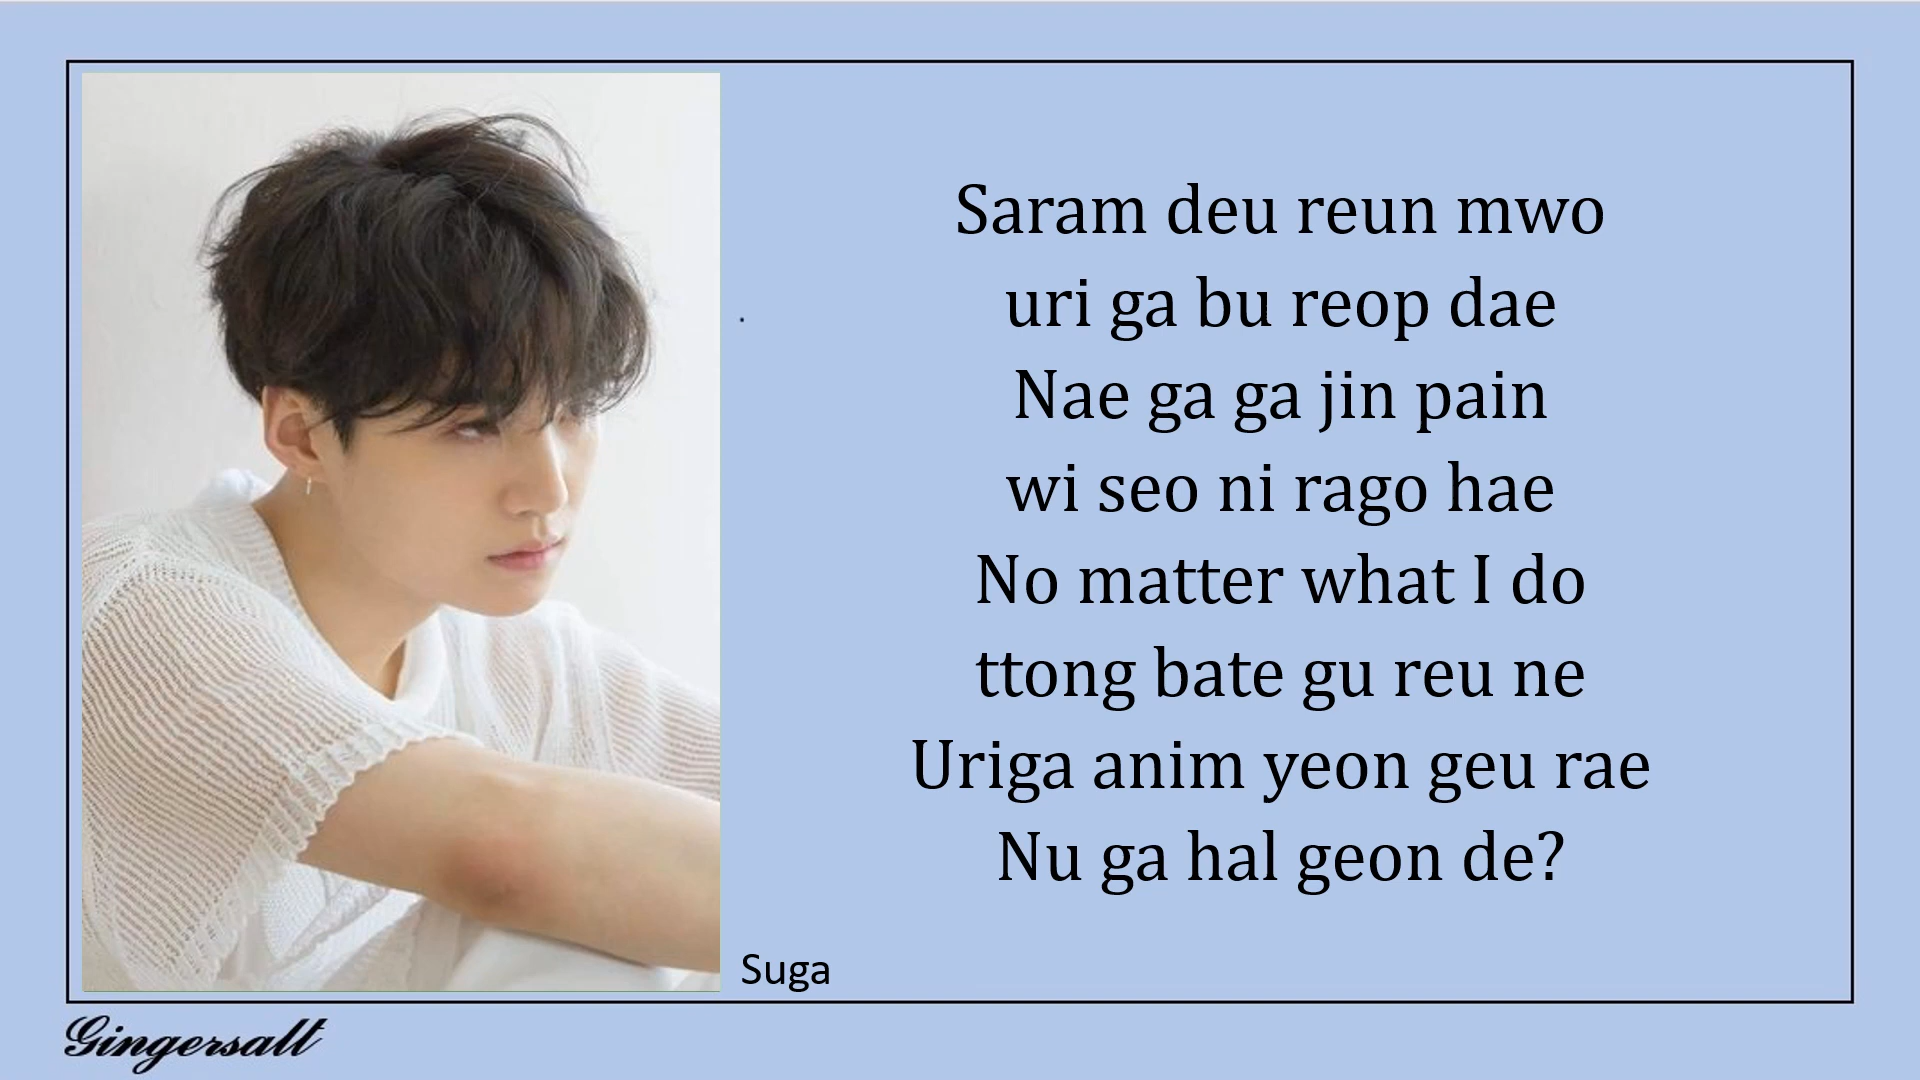 Saram deu reun mwo
uri ga bu reop dae
Nae ga ga jin pain
wi seo ni rago hae
No matter what I do
ttong bate gu reu ne
Uriga anim yeon geu rae
Nu ga hal geon de?
Suga
Gingersalt